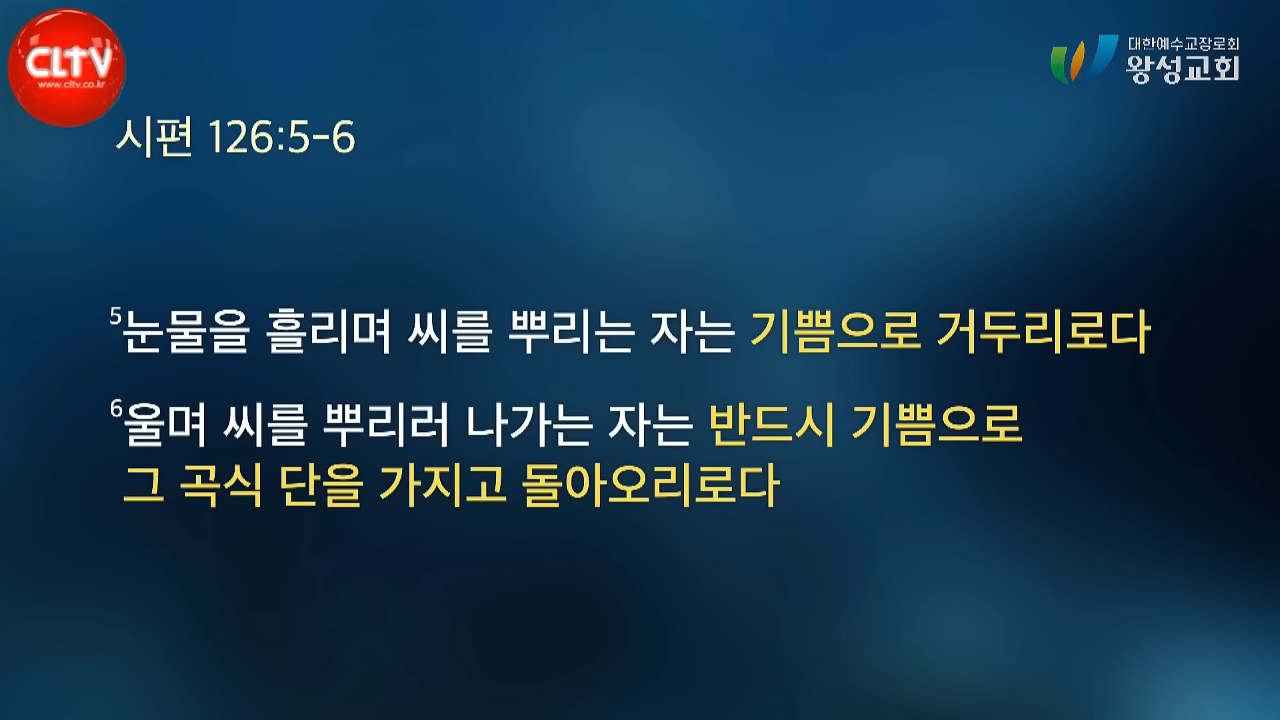 CLTV
www.cltv.co.kr
대한예수교장로회
왕성교회
시편 126:5-6
5눈물을 흘리며 씨를 뿌리는 자는 기쁨으로 거두리로다
6울며 씨를 뿌리러 나가는 자는 반드시 기쁨으로
그 곡식 단을 가지고 돌아오리로다